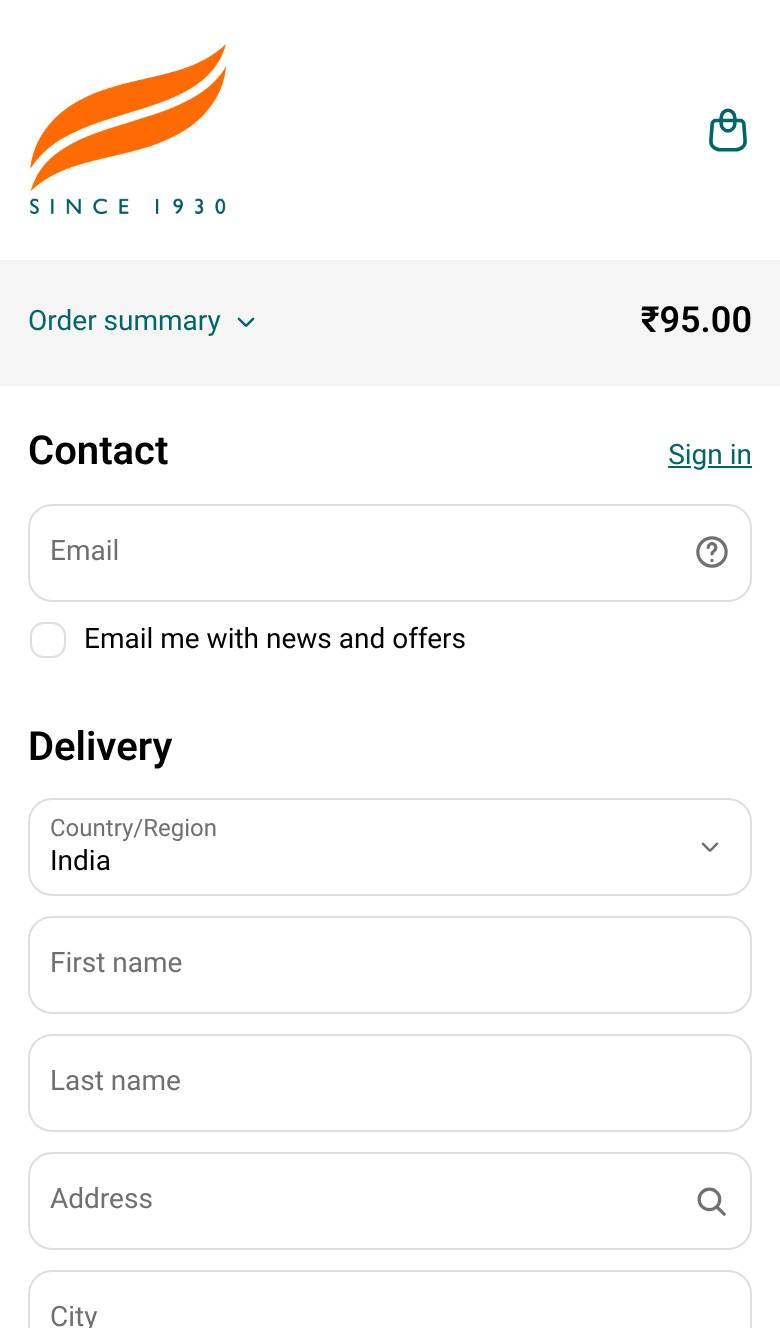 SINCE 1930
Order summary
₹95.00
Contact
Sign in
Email
Email me with news and offers
Delivery
Country/Region
India
First name
Last name
Address
City